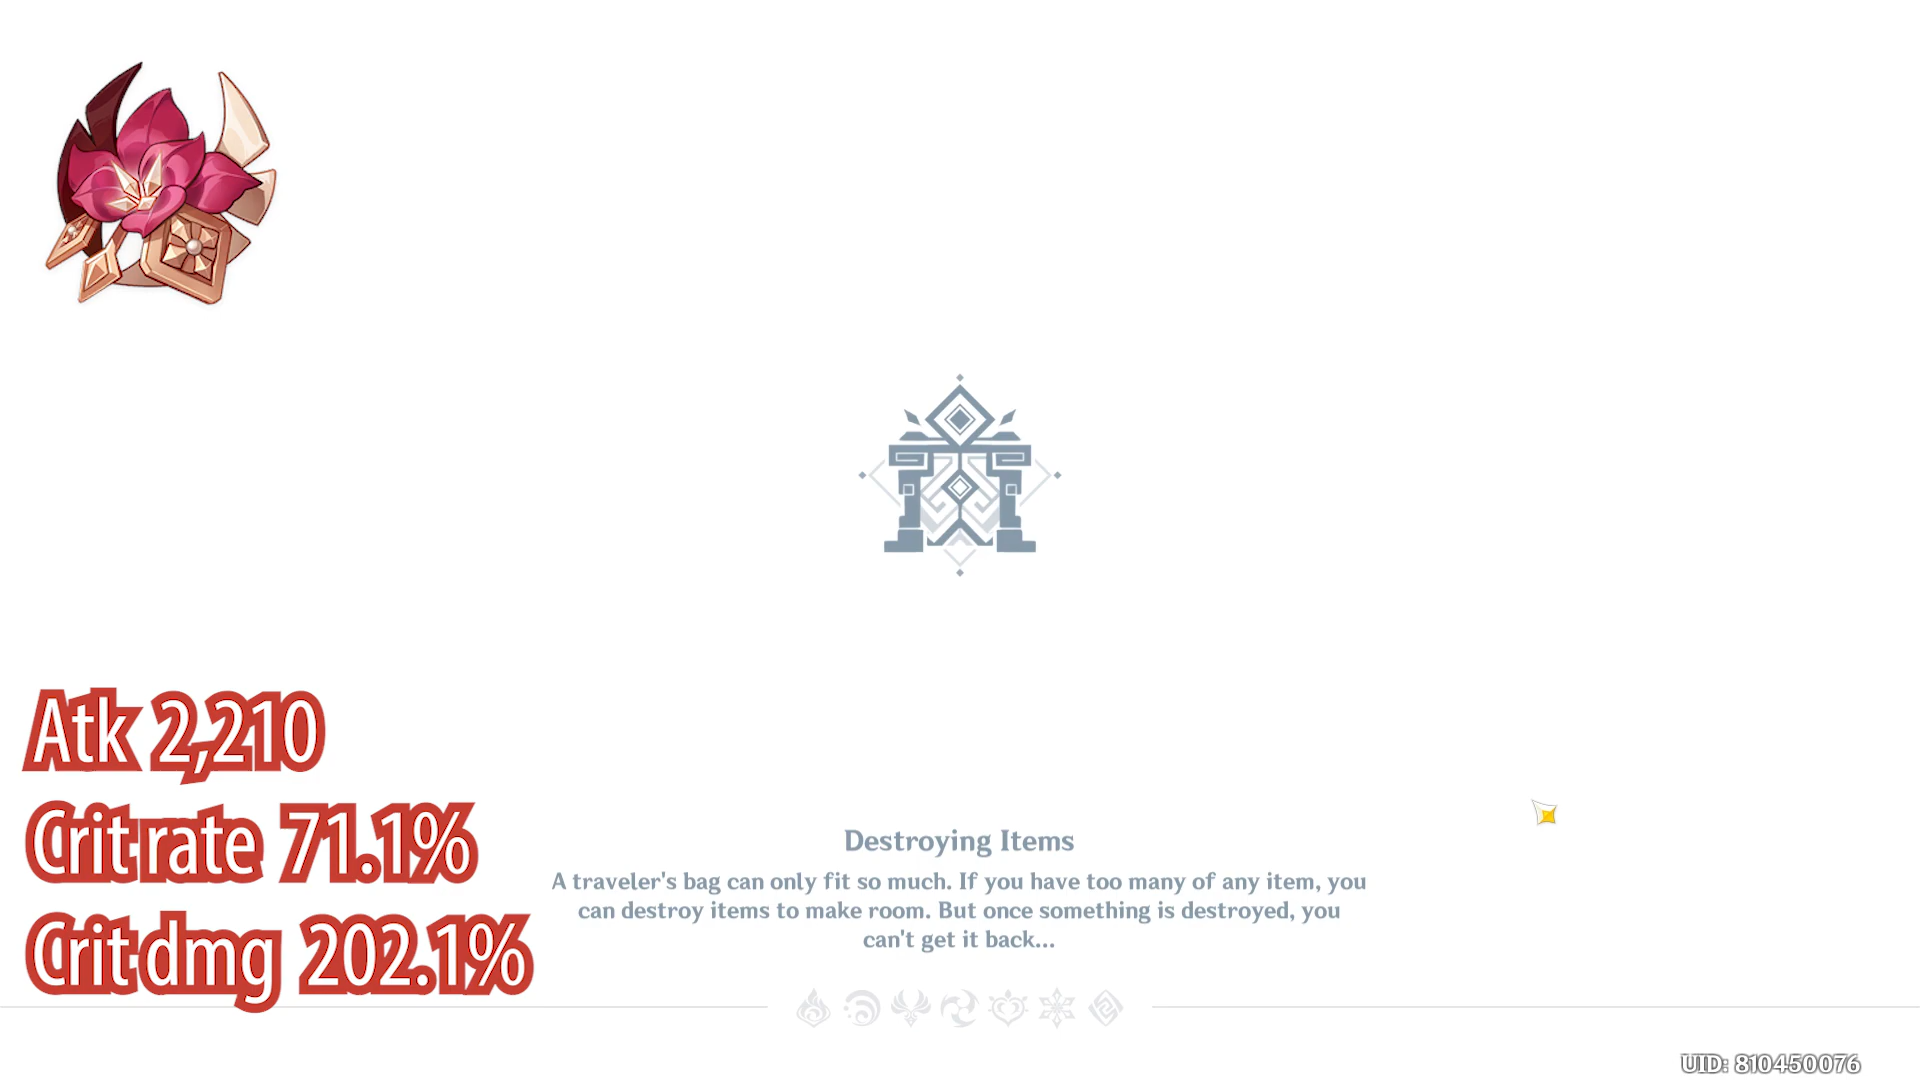 Atk 2,210
Crit rate 71.1%
Crit dmg 202.1%
Destroying Items
A traveler's bag can only fit so much. If you have too many of any item, you
can destroy items to make room. But once something is destroyed, you
can't get it back...
UID: 810450076